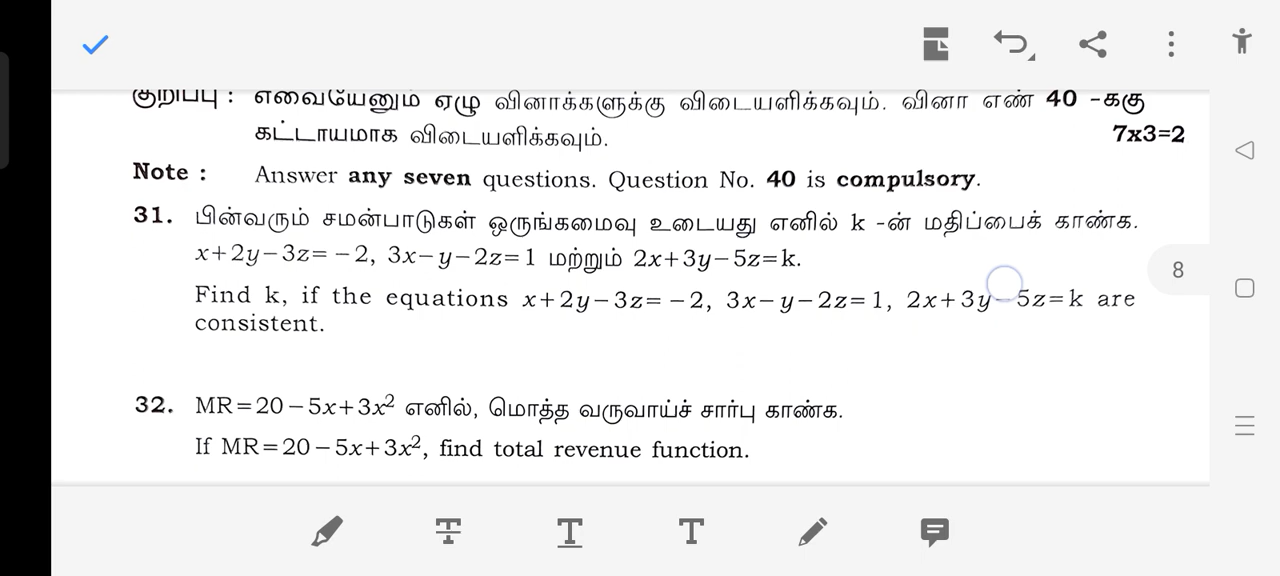 குறிப்பு : எவையேனும் ஏழு வினாக்களுக்கு விடையளிக்கவும். வினா எண் 40 -க்கு
கட்டாயமாக விடையளிக்கவும். 7x3=2
Note : Answer any seven questions. Question No. 40 is compulsory.
31. பின்வரும் சமன்பாடுகள் ஒருங்கமைவு உடையது எனில் k -ன் மதிப்பைக் காண்க.
x+2y−3z=−2, 3x−y−2z=1 மற்றும் 2x+3y−5z=k.
8
Find k, if the equations x+2y−3z=−2, 3x−y−2z=1, 2x+3y−5z=k are
consistent.
32. MR=20−5x+3x² எனில், மொத்த வருவாய்ச் சார்பு காண்க.
If MR=20−5x+3x², find total revenue function.